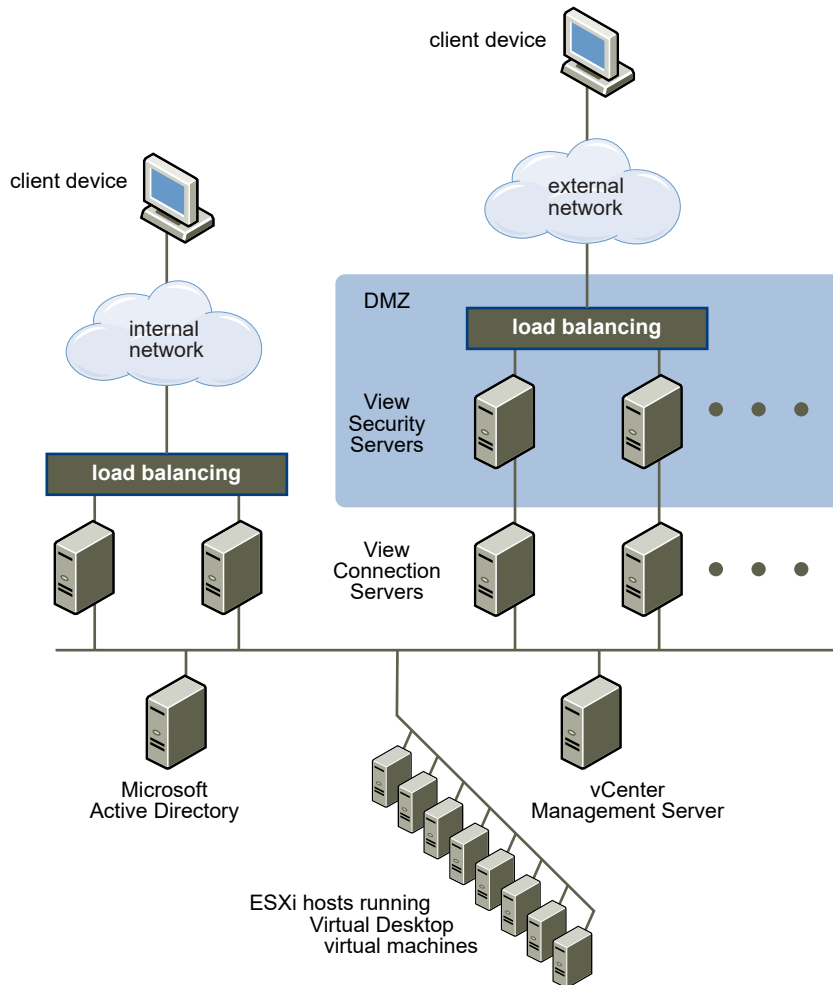 client device
client device
external
network
internal
network
DMZ
load balancing
View
Security
Servers
load balancing
View
Connection
Servers
Microsoft
Active Directory
vCenter
Management Server
ESXi hosts running
Virtual Desktop
virtual machines